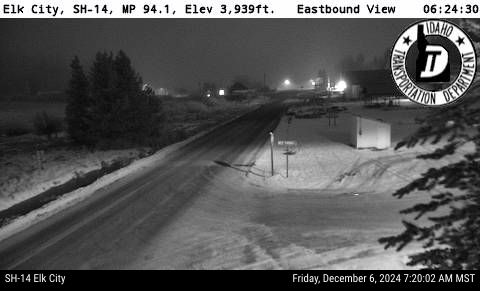 Elk City, SH-14, MP 94.1, Elev 3,939ft. Eastbound View 06:24:30
IDAHO
TRANSPORTATION DEPARTMENT
SH-14 Elk City Friday, December 6, 2024 7:20:02 AM MST